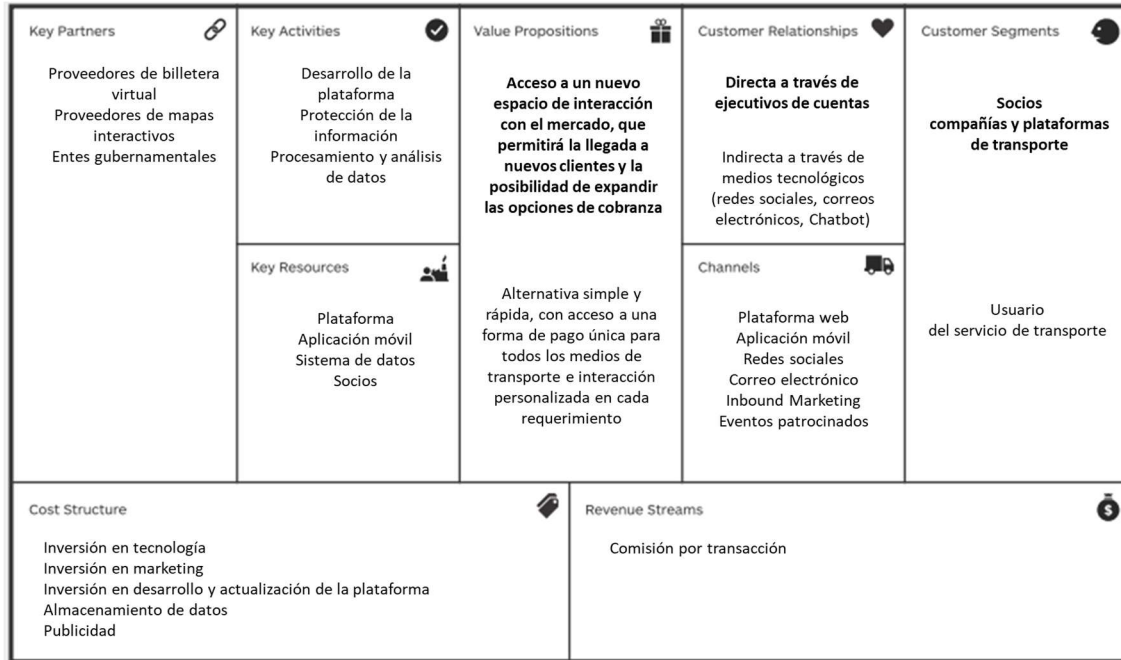 Key Partners
Proveedores de billetera
virtual
Proveedores de mapas
interactivos
Entes gubernamentales
Key Activities
Desarrollo de la
plataforma
Protección de la
información
Procesamiento y análisis
de datos
Key Resources
Plataforma
Aplicación móvil
Sistema de datos
Socios
Value Propositions
Acceso a un nuevo
espacio de interacción
con el mercado, que
permitirá la llegada a
nuevos clientes y la
posibilidad de expandir
las opciones de cobranza
Alternativa simple y
rápida, con acceso a una
forma de pago única para
todos los medios de
transporte e interacción
personalizada en cada
requerimiento
Customer Relationships
Directa a través de
ejecutivos de cuentas
Indirecta a través de
medios tecnológicos
(redes sociales, correos
electrónicos, Chatbot)
Channels
Plataforma web
Aplicación móvil
Redes sociales
Correo electrónico
Inbound Marketing
Eventos patrocinados
Customer Segments
Socios
compañías y plataformas
de transporte
Usuario
del servicio de transporte
Cost Structure
Inversión en tecnología
Inversión en marketing
Inversión en desarrollo y actualización de la plataforma
Almacenamiento de datos
Publicidad
Revenue Streams
$
Comisión por transacción